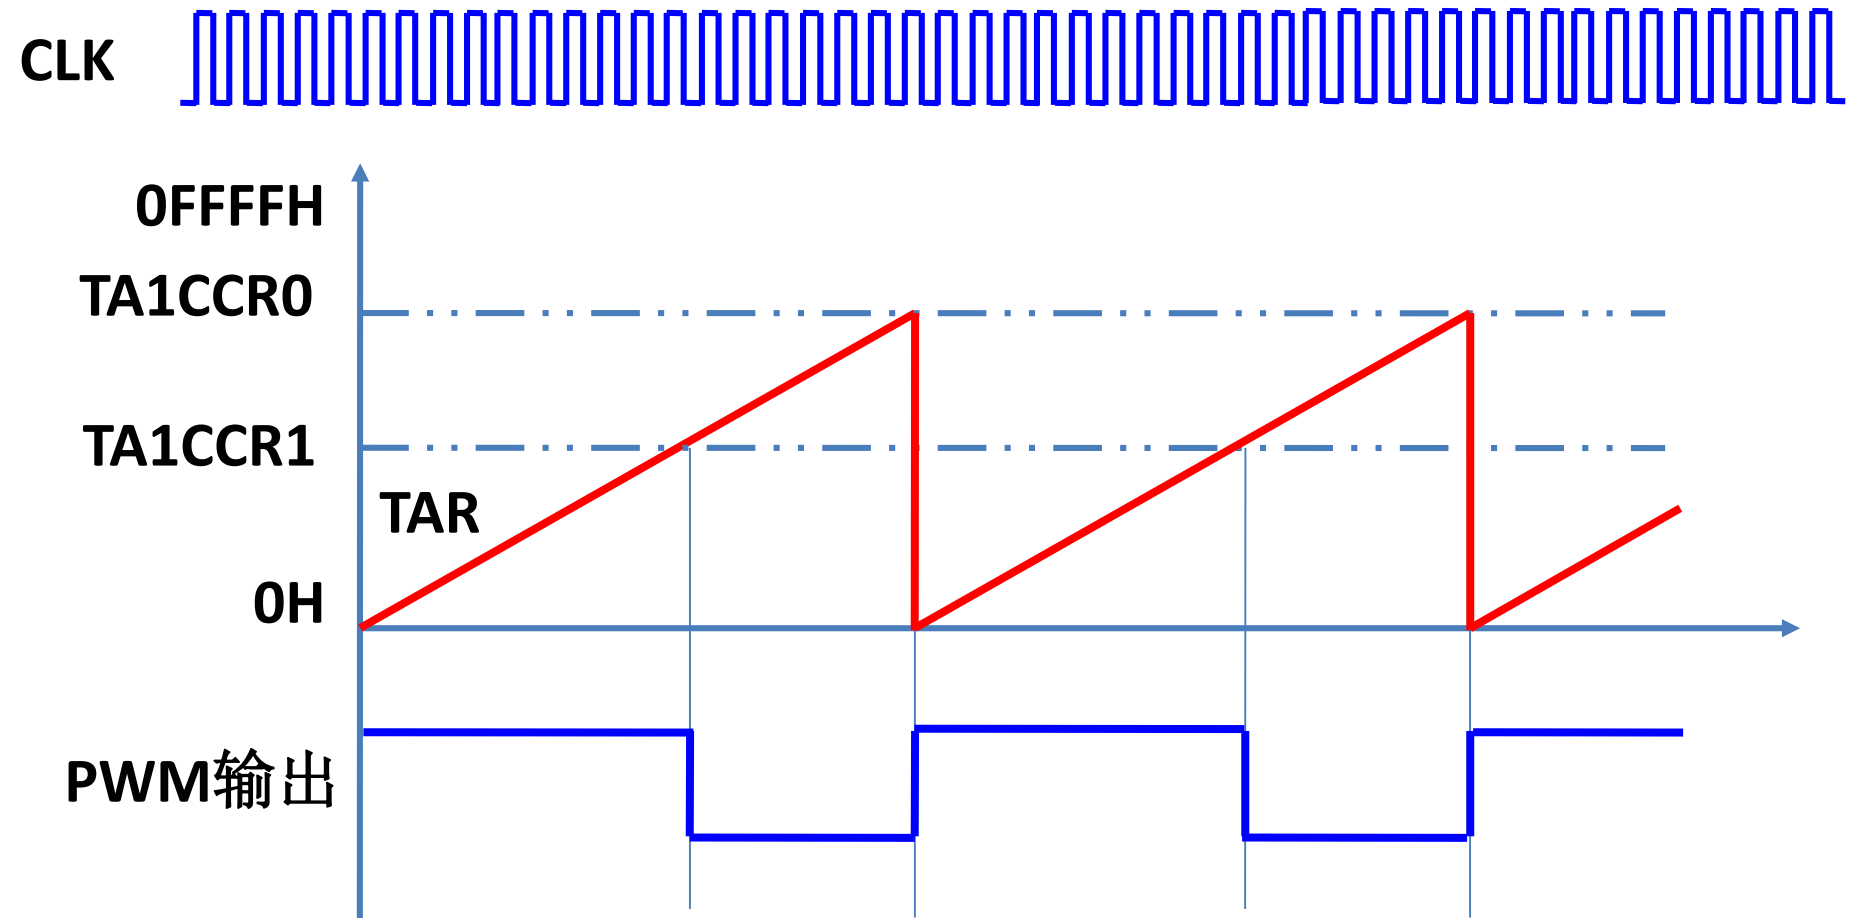 CLK
0FFFFH
TA1CCR0
TA1CCR1
TAR
0H
PWM输出